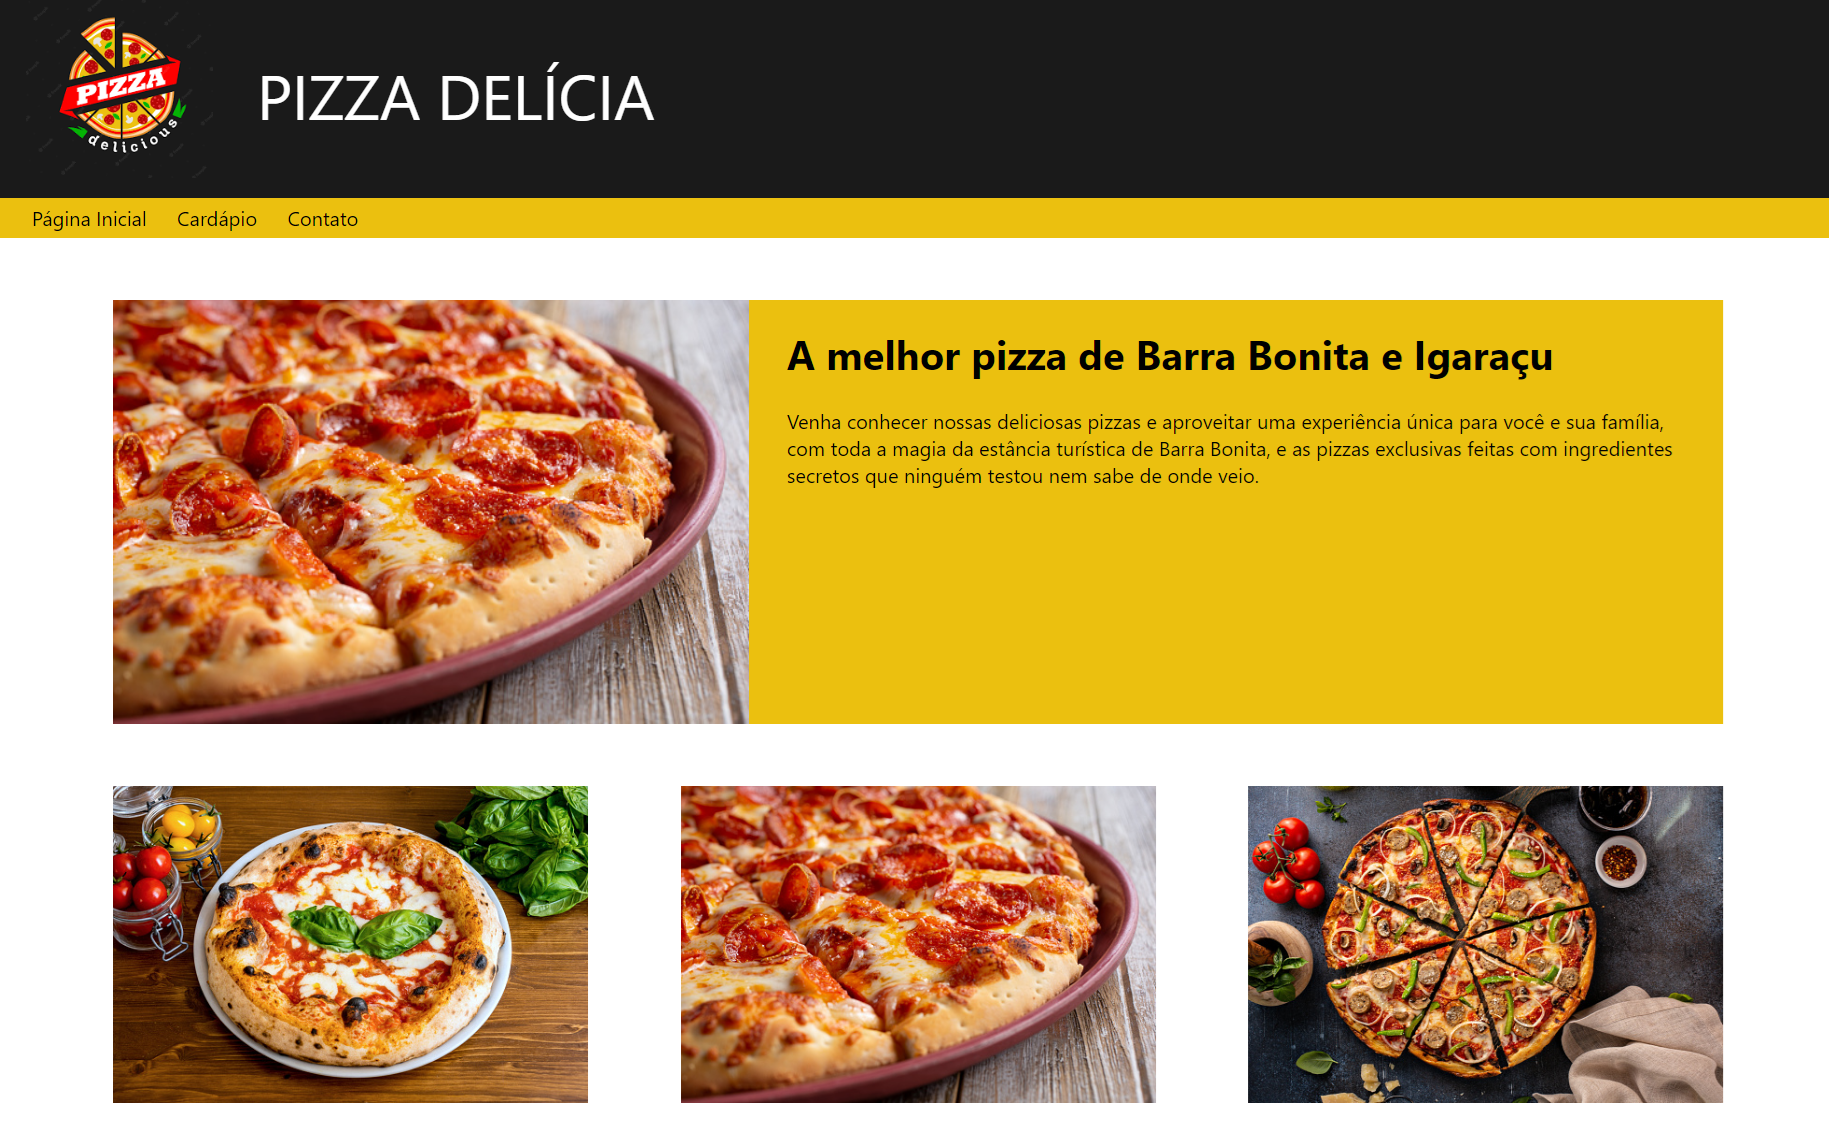 PIZZA
delicious
PIZZA DELÍCIA
Página Inicial Cardápio Contato
A melhor pizza de Barra Bonita e Igaraçu
Venha conhecer nossas deliciosas pizzas e aproveitar uma experiência única para você e sua família,
com toda a magia da estância turística de Barra Bonita, e as pizzas exclusivas feitas com ingredientes
secretos que ninguém testou nem sabe de onde veio.